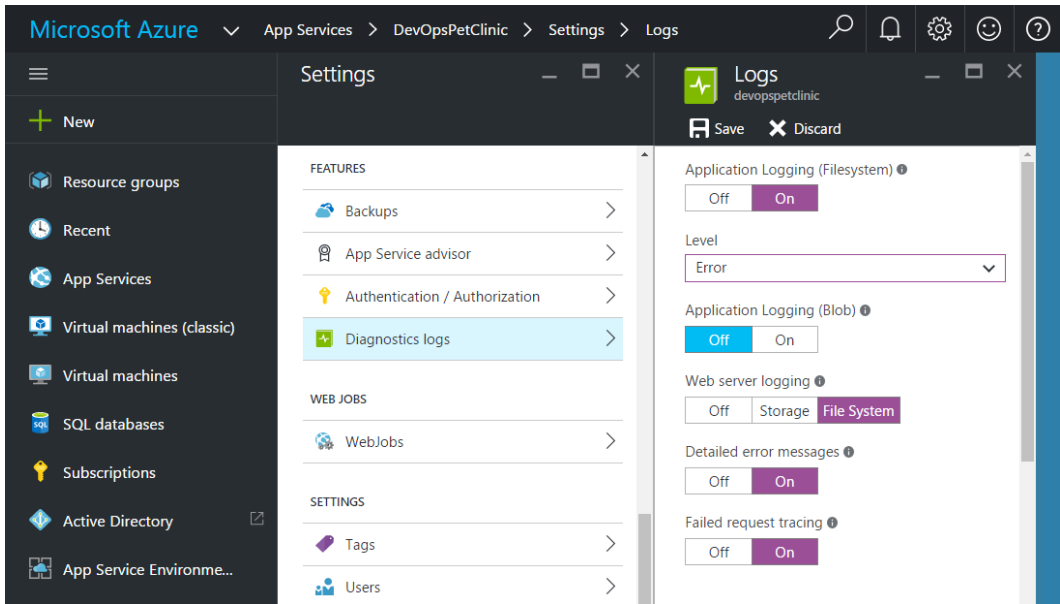 Microsoft Azure App Services > DevOpsPetClinic > Settings > Logs
New
Resource groups
Recent
App Services
Virtual machines (classic)
Virtual machines
SQL databases
Subscriptions
Active Directory
App Service Environme...
Settings
FEATURES
Backups
App Service advisor
Authentication / Authorization
Diagnostics logs
WEB JOBS
WebJobs
SETTINGS
Tags
Users
Logs
devopspetclinic
Save Discard
Application Logging (Filesystem)
Off On
Level
Error
Application Logging (Blob)
Off On
Web server logging
Off Storage File System
Detailed error messages
Off On
Failed request tracing
Off On